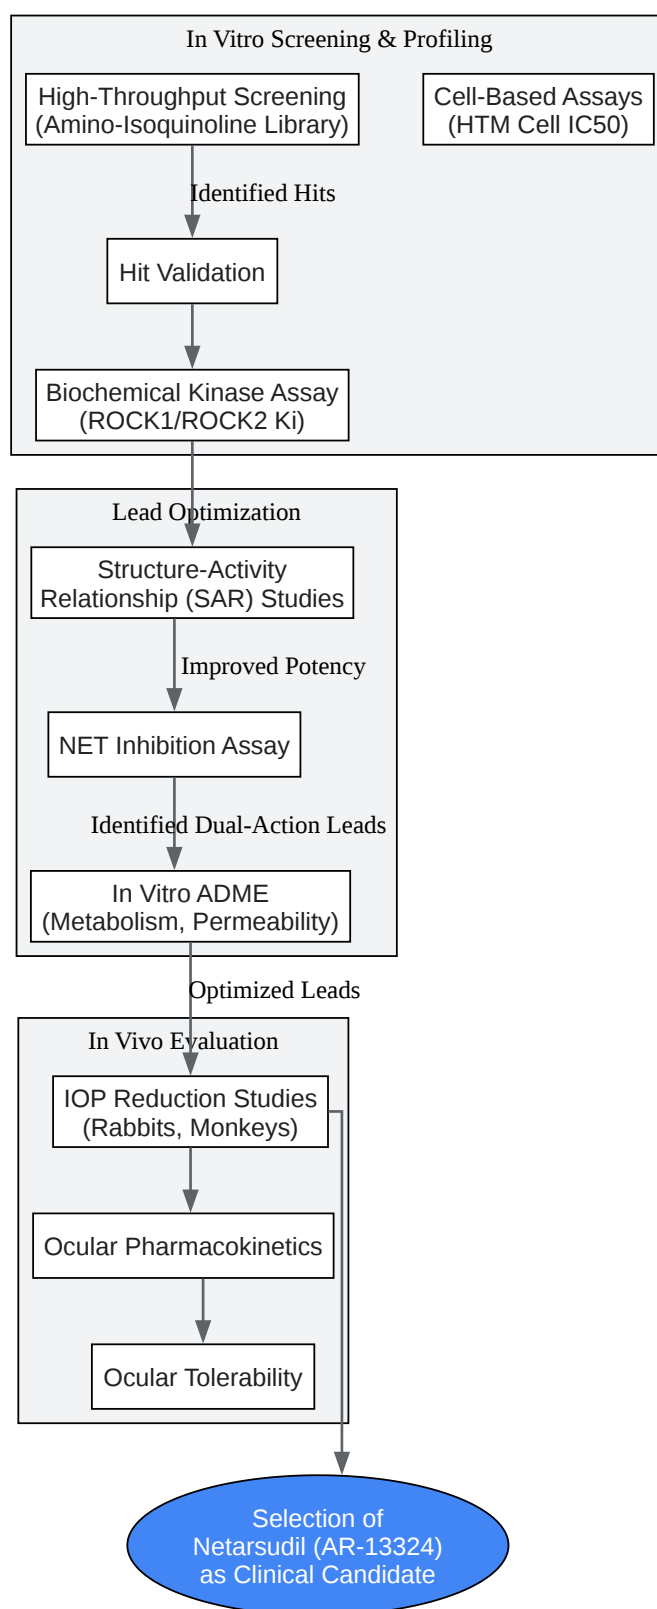 In Vitro Screening & Profiling
High-Throughput Screening
(Amino-Isoquinoline Library)
Cell-Based Assays
(HTM Cell IC50)
Identified Hits
Hit Validation
Biochemical Kinase Assay
(ROCK1/ROCK2 Ki)
Lead Optimization
Structure-Activity
Relationship (SAR) Studies
Improved Potency
NET Inhibition Assay
Identified Dual-Action Leads
In Vitro ADME
(Metabolism, Permeability)
Optimized Leads
In Vivo Evaluation
IOP Reduction Studies
(Rabbits, Monkeys)
Ocular Pharmacokinetics
Ocular Tolerability
Selection of
Netarsudil (AR-13324)
as Clinical Candidate